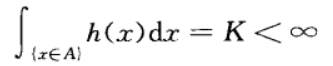 ∫_{{x∈A}} h(x)dx = K < ∞